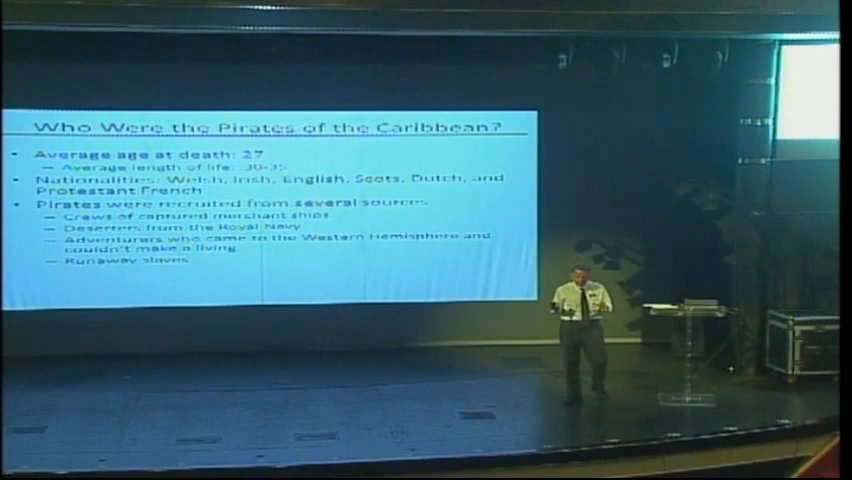 Who Were the Pirates of the Caribbean?
• Average age at death: 27
– Average length of life: 30-35
• Nationalities: Welsh, Irish, English, Scots, Dutch, and
Protestant French
• Pirates were recruited from several sources
– Crews of captured merchant ships
– Deserters from the Royal Navy
– Adventurers who came to the Western Hemisphere and
couldn't make a living
– Runaway slaves